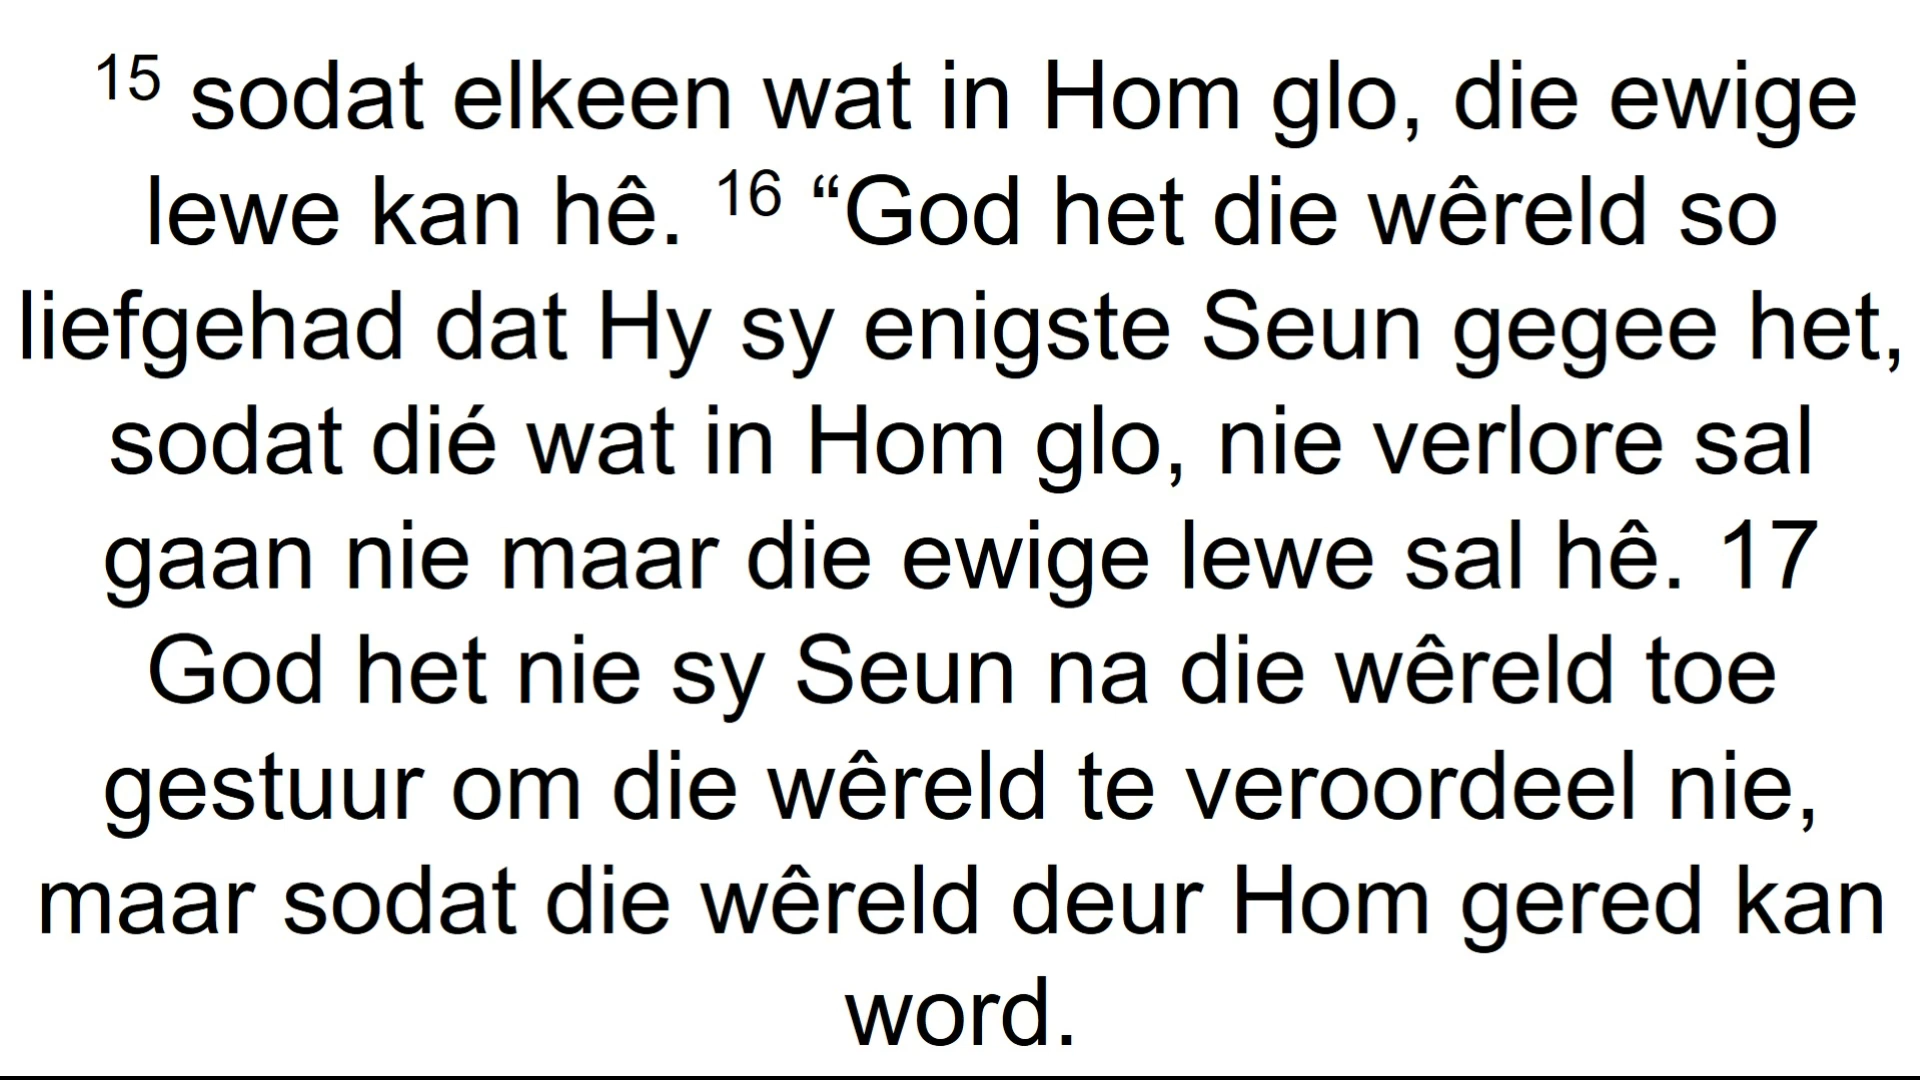 15 sodat elkeen wat in Hom glo, die ewige
lewe kan hê. 16 “God het die wêreld so
liefgehad dat Hy sy enigste Seun gegee het,
sodat dié wat in Hom glo, nie verlore sal
gaan nie maar die ewige lewe sal hê. 17
God het nie sy Seun na die wêreld toe
gestuur om die wêreld te veroordeel nie,
maar sodat die wêreld deur Hom gered kan
word.